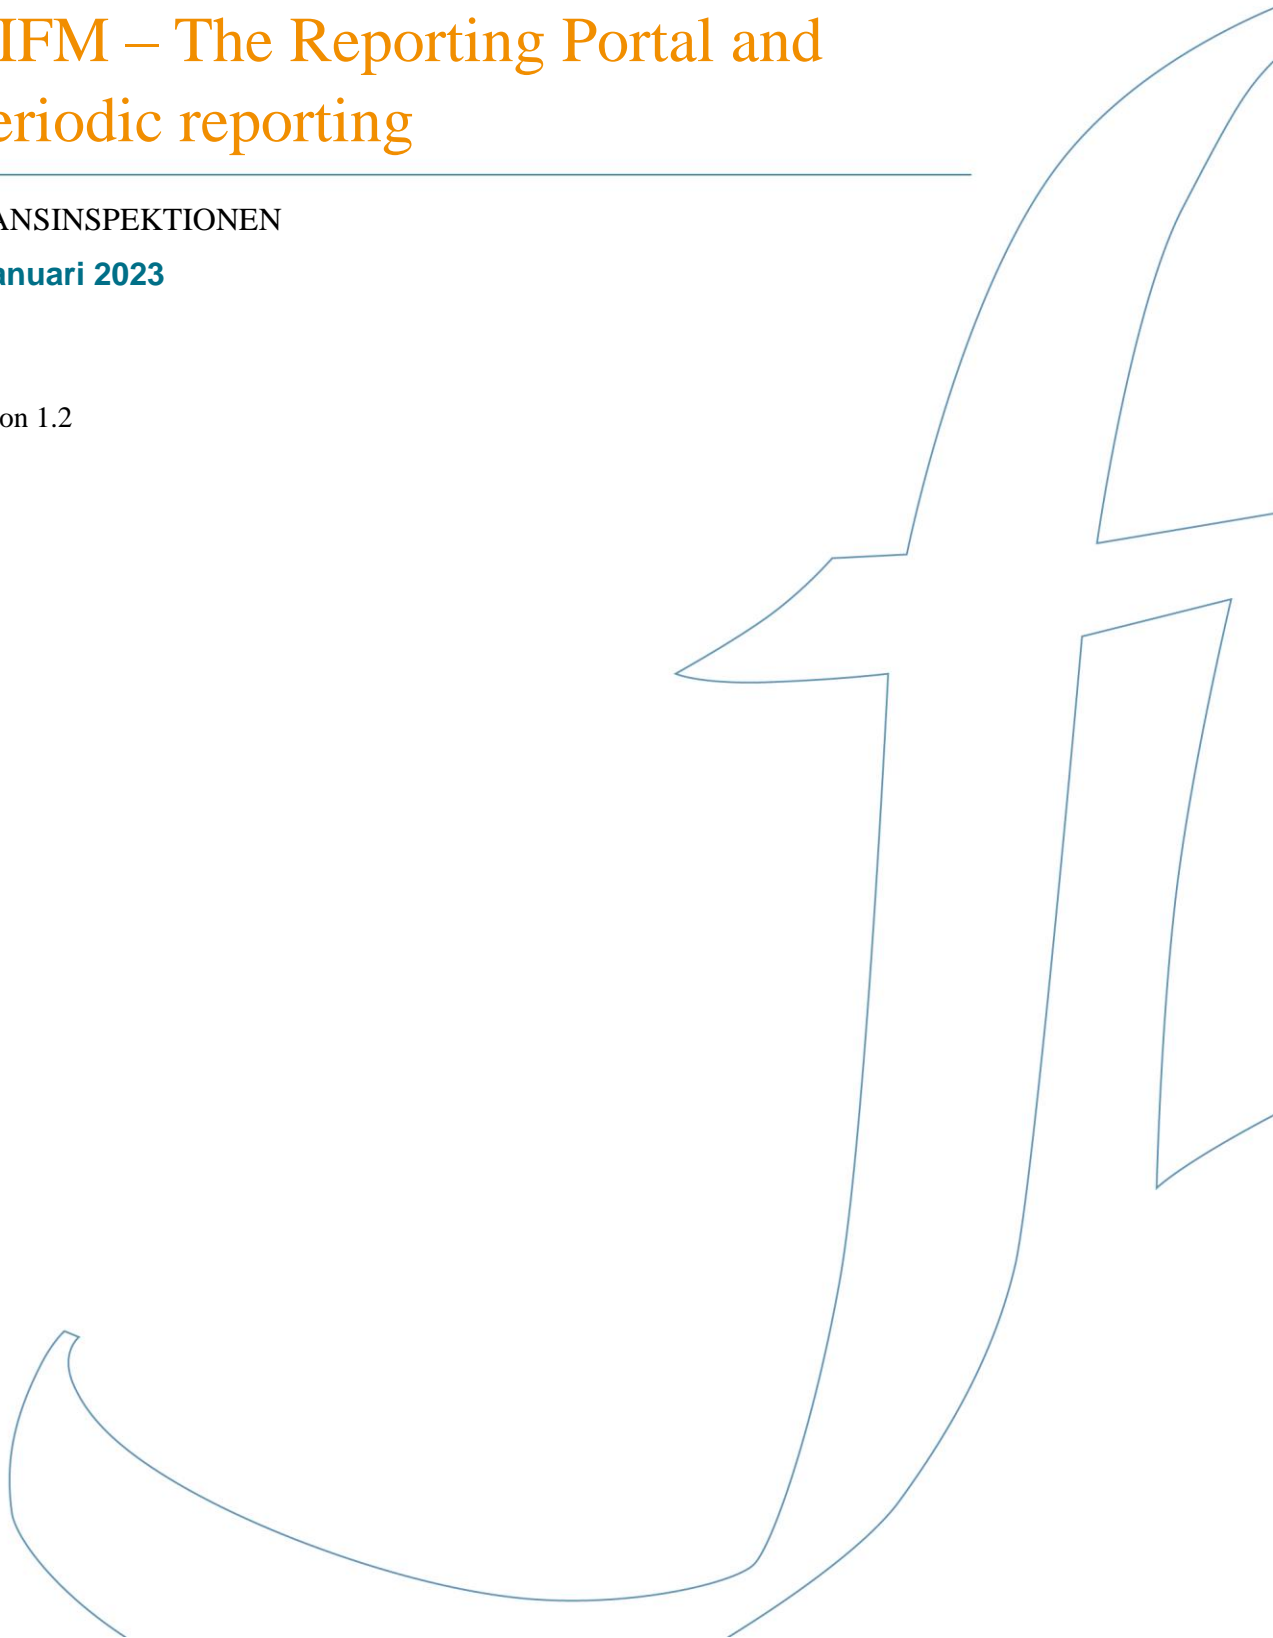 IFM – The Reporting Portal and
eriodic reporting
ANSINSPEKTIONEN
anuari 2023
on 1.2